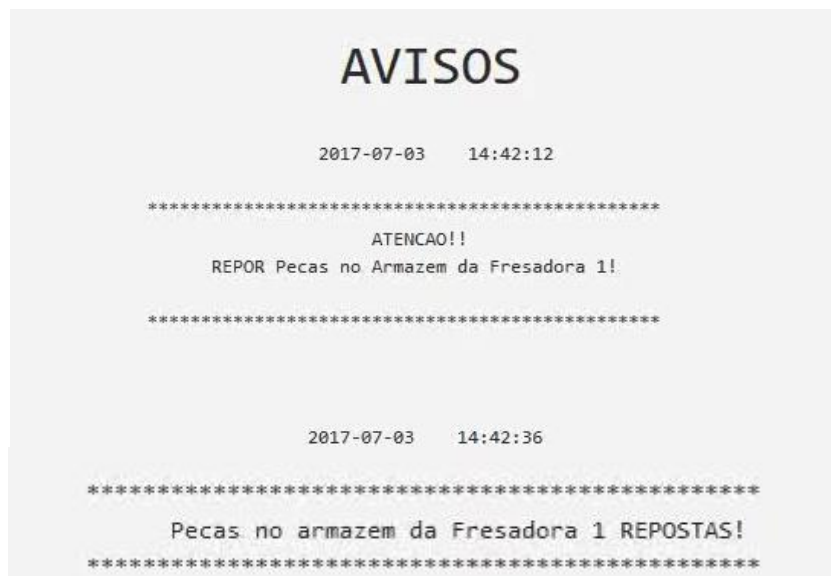 AVISOS
2017-07-03    14:42:12
************************************************
ATENCAO!!
REPOR Pecas no Armazem da Fresadora 1!
************************************************
2017-07-03    14:42:36
************************************************
Pecas no armazem da Fresadora 1 REPOSTAS!
************************************************